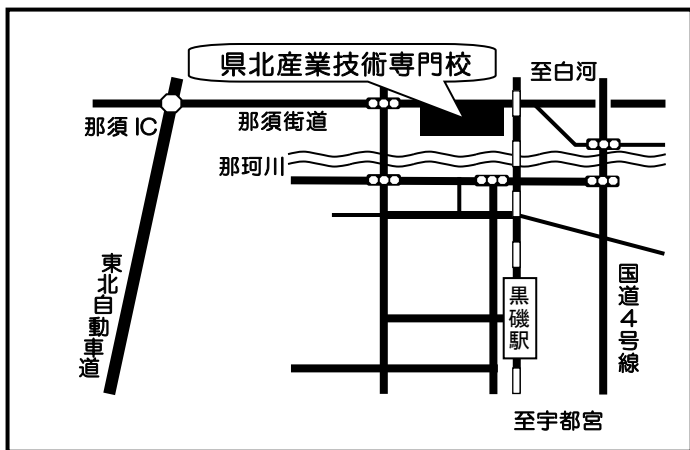 県北産業技術専門校
至白河
那須IC
那須街道
那珂川
東北自動車道
国道4号線
黒磯駅
至宇都宮